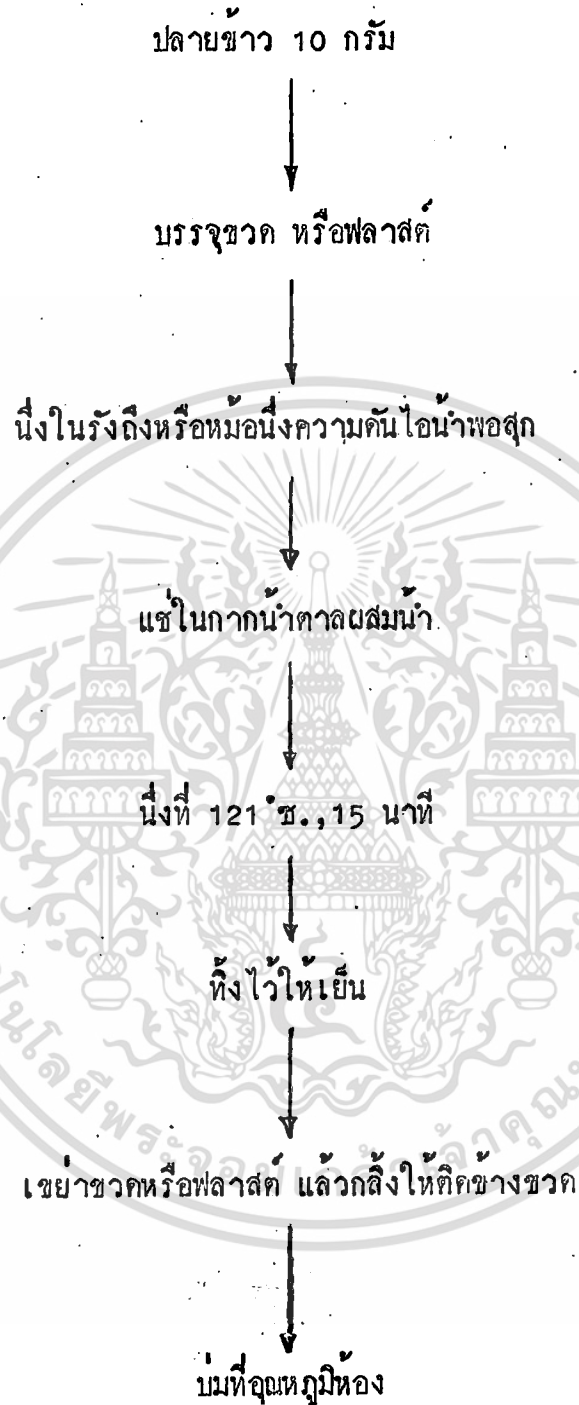 ปลายข้าว 10 กรัม
บรรจุขวด หรือฟลาสต์
นึ่งในรังถึงหรือหม้อนึ่งความดันไอน้ำพอสุก
แช่ในกากน้ำตาลผสมน้ำ
นึ่งที่ 121 °ซ.,15 นาที
ทิ้งไว้ให้เย็น
เขย่าขวดหรือฟลาสต์ แล้วกลิ้งให้ติดข้างขวด
บ่มที่อุณหภูมิห้อง